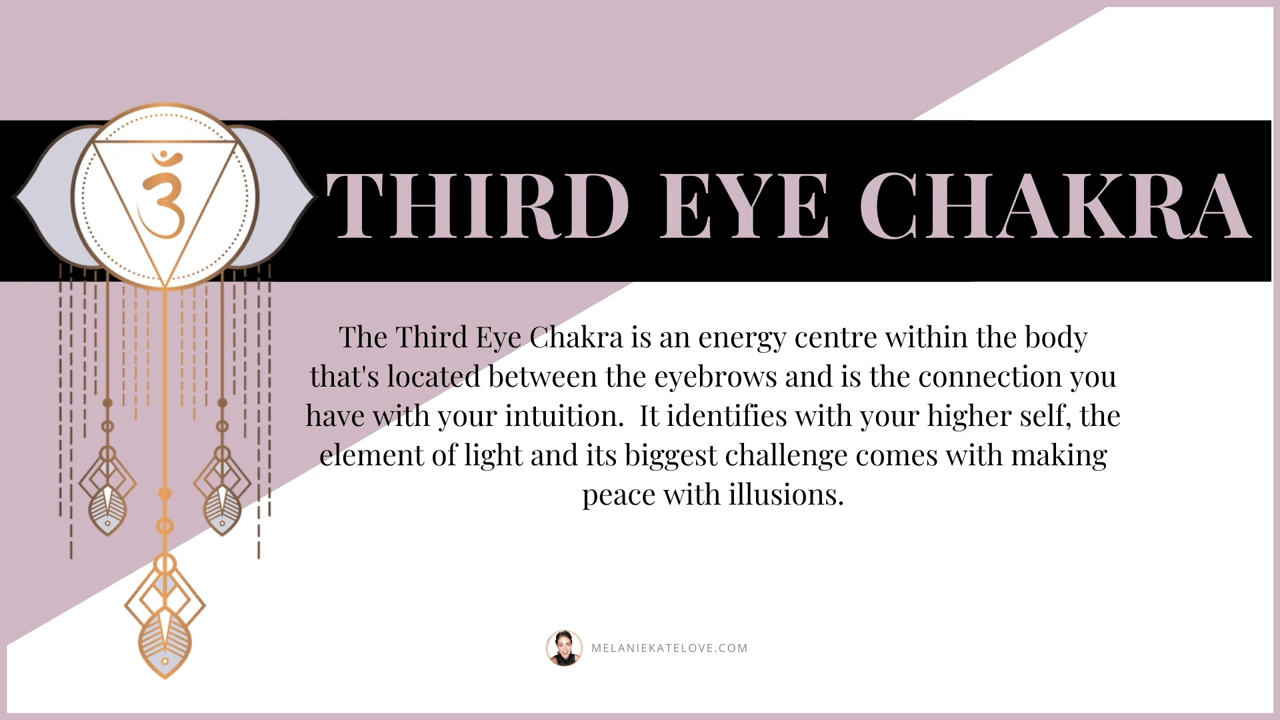 ॐ
THIRD EYE CHAKRA
The Third Eye Chakra is an energy centre within the body
that's located between the eyebrows and is the connection you
have with your intuition.  It identifies with your higher self, the
element of light and its biggest challenge comes with making
peace with illusions.
MELANIEKATELOVE.COM